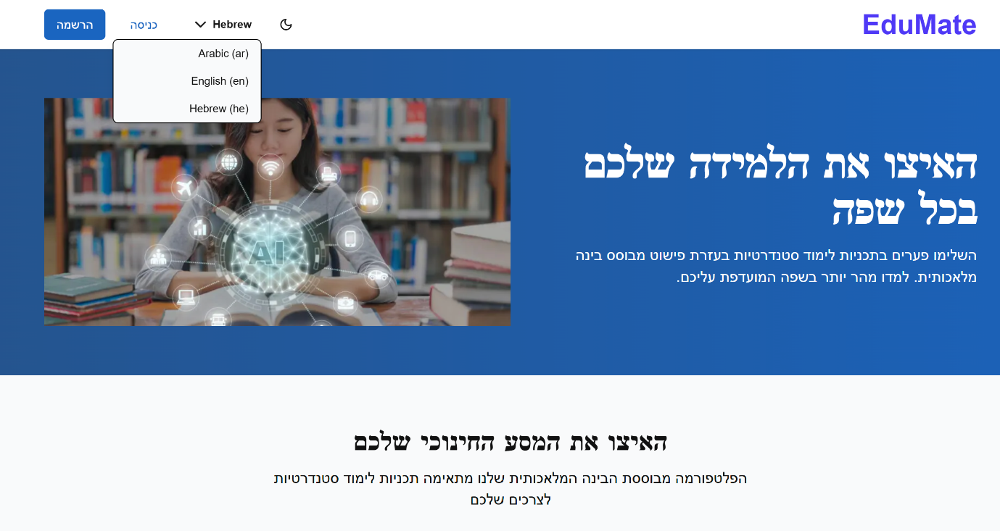 EduMate
Hebrew
כניסה
הרשמה
Arabic (ar)
English (en)
Hebrew (he)
האיצו את הלמידה שלכם
בכל שפה
השלימו פערים בתכניות לימוד סטנדרטיות בעזרת פישוט מבוסס בינה
מלאכותית. למדו מהר יותר בשפה המועדפת עליכם.
AI
האיצו את המסע החינוכי שלכם
הפלטפורמה מבוססת הבינה המלאכותית שלנו מתאימה תכניות לימוד סטנדרטיות
לצרכים שלכם